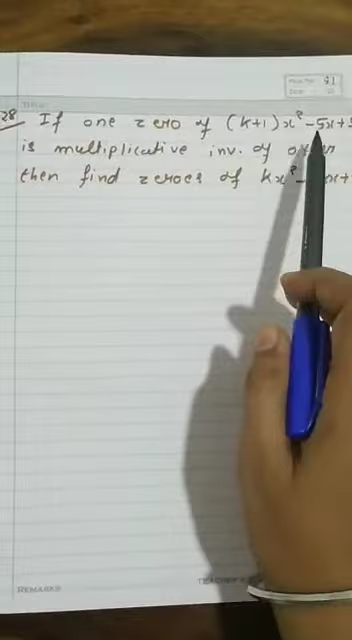 28 If one zero of (k+1)x² -5x+5
is multiplicative inv. of other
then find zeroes of kx² - x+
REMARKS
TEACHER